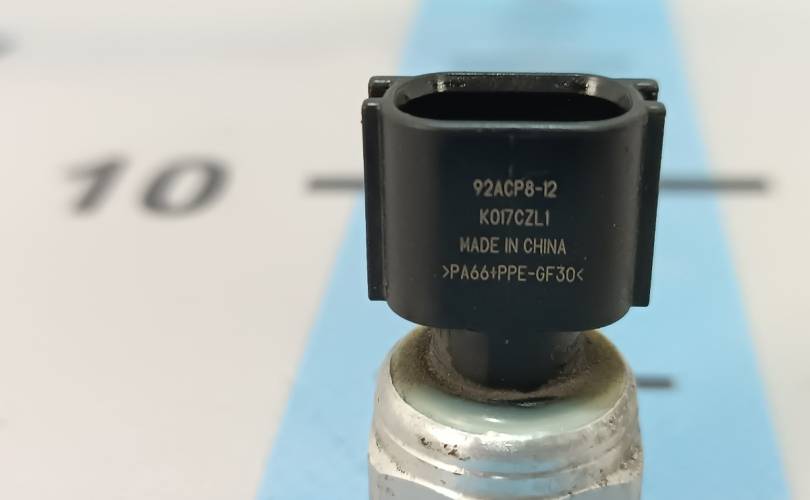 10
92ACP8-12
K017CZL1
MADE IN CHINA
>PA66+PPE-GF30<